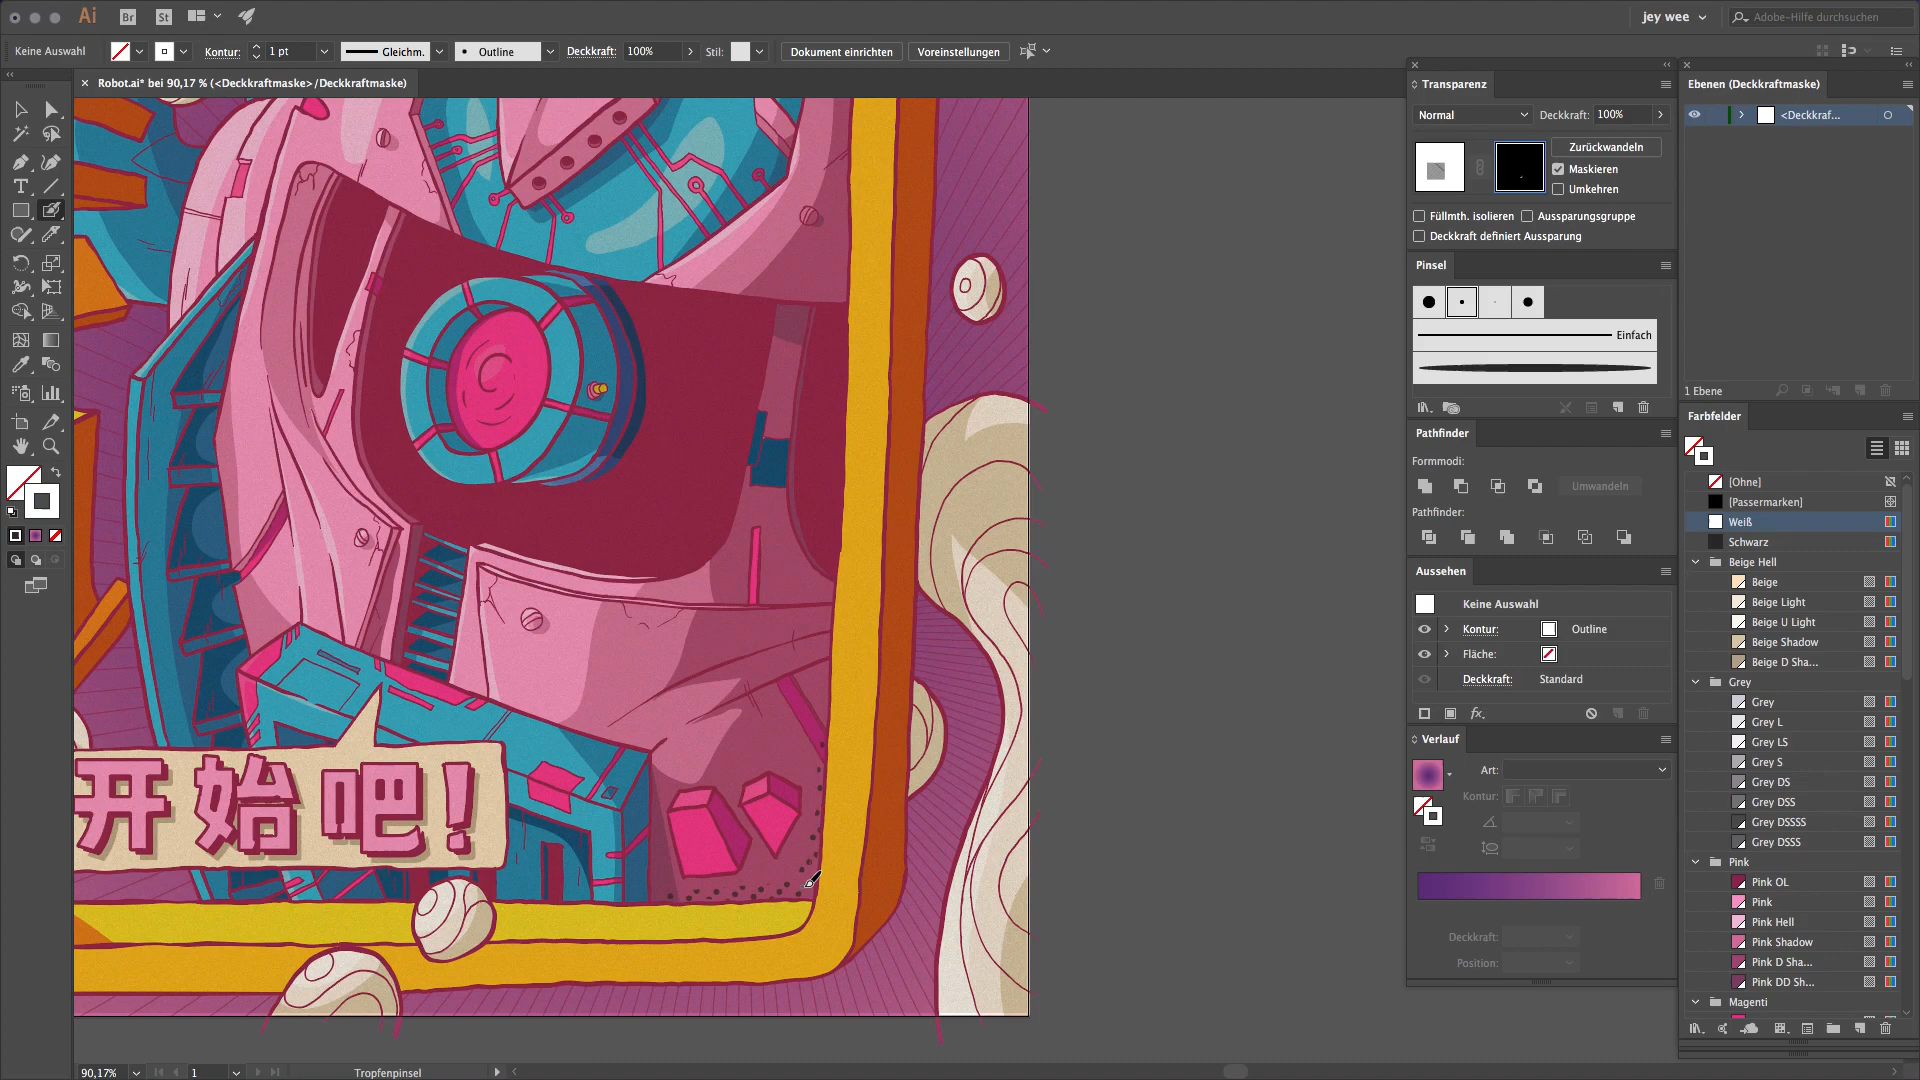 Ai Br St jey wee Adobe-Hilfe durchsuchen
Keine Auswahl Kontur: 1 pt Gleichm. Outline Deckkraft: 100% Stil: Dokument einrichten Voreinstellungen
Robot.ai* bei 90,17 % (<Deckkraftmaske>/Deckkraftmaske)
开始吧!
90,17% 1 Tropfenpinsel
Transparenz
Normal Deckkraft: 100%
Zurückwandeln
Maskieren
Umkehren
Füllmth. isolieren Aussparungsgruppe
Deckkraft definiert Aussparung
Pinsel
Einfach
Pathfinder
Formmodi:
Umwandeln
Pathfinder:
Aussehen
Keine Auswahl
Kontur: Outline
Fläche:
Deckkraft: Standard
fx
Verlauf
Art:
Kontur:
Deckkraft:
Position:
Ebenen (Deckkraftmaske)
<Deckkraf...
1 Ebene
Farbfelder
[Ohne]
[Passermarken]
Weiß
Schwarz
Beige Hell
Beige
Beige Light
Beige U Light
Beige Shadow
Beige D Sha...
Grey
Grey
Grey L
Grey LS
Grey S
Grey DS
Grey DSS
Grey DSSSS
Grey DSSS
Pink
Pink OL
Pink
Pink Hell
Pink Shadow
Pink D Sha...
Pink DD Sh...
Magenti